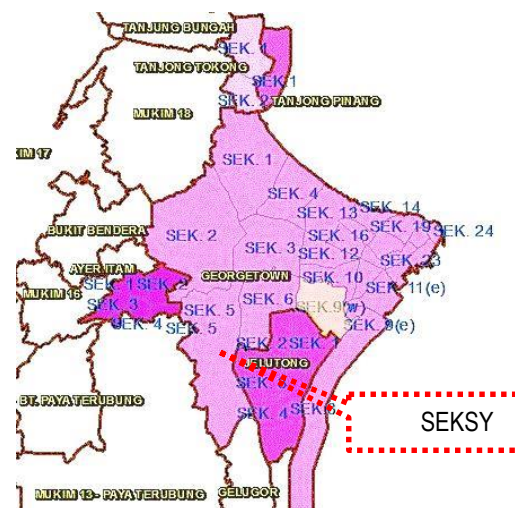 TANJUNG BUNGAH
SEK. 1
TANJONG TOKONG
SEK.1
SEK. 2
TANJONG PINANG
MUKIM 18
MUKIM 17
SEK. 1
SEK. 4
SEK. 13
SEK. 14
SEK. 19
SEK. 24
BUKIT BENDERA
SEK. 2
SEK. 16
SEK. 3
SEK. 12
SEK. 23
AYER ITAM
GEORGETOWN
SEK. 10
SEK. 1
SEK. 2
SEK. 11(e)
MUKIM 16
SEK. 3
SEK. 5
SEK. 6
SEK.9(w)
SEK. 4
SEK. 5
SEK. 9(e)
SEK. 2
SEK. 1
JELUTONG
BT. PAYA TERUBUNG
SEK. 4
SEKSY
MUKIM 13 - PAYA TERUBUNG
GELUGOR